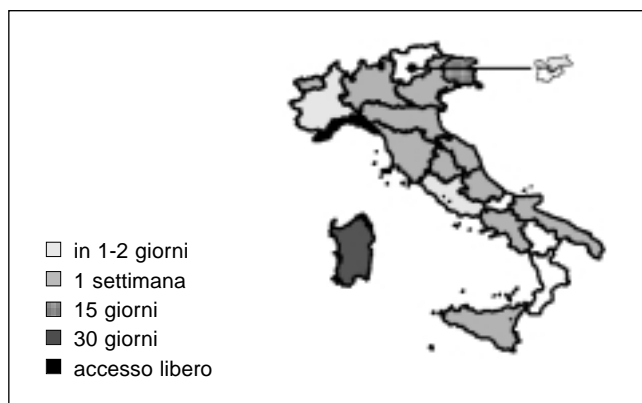 in 1-2 giorni
1 settimana
15 giorni
30 giorni
accesso libero